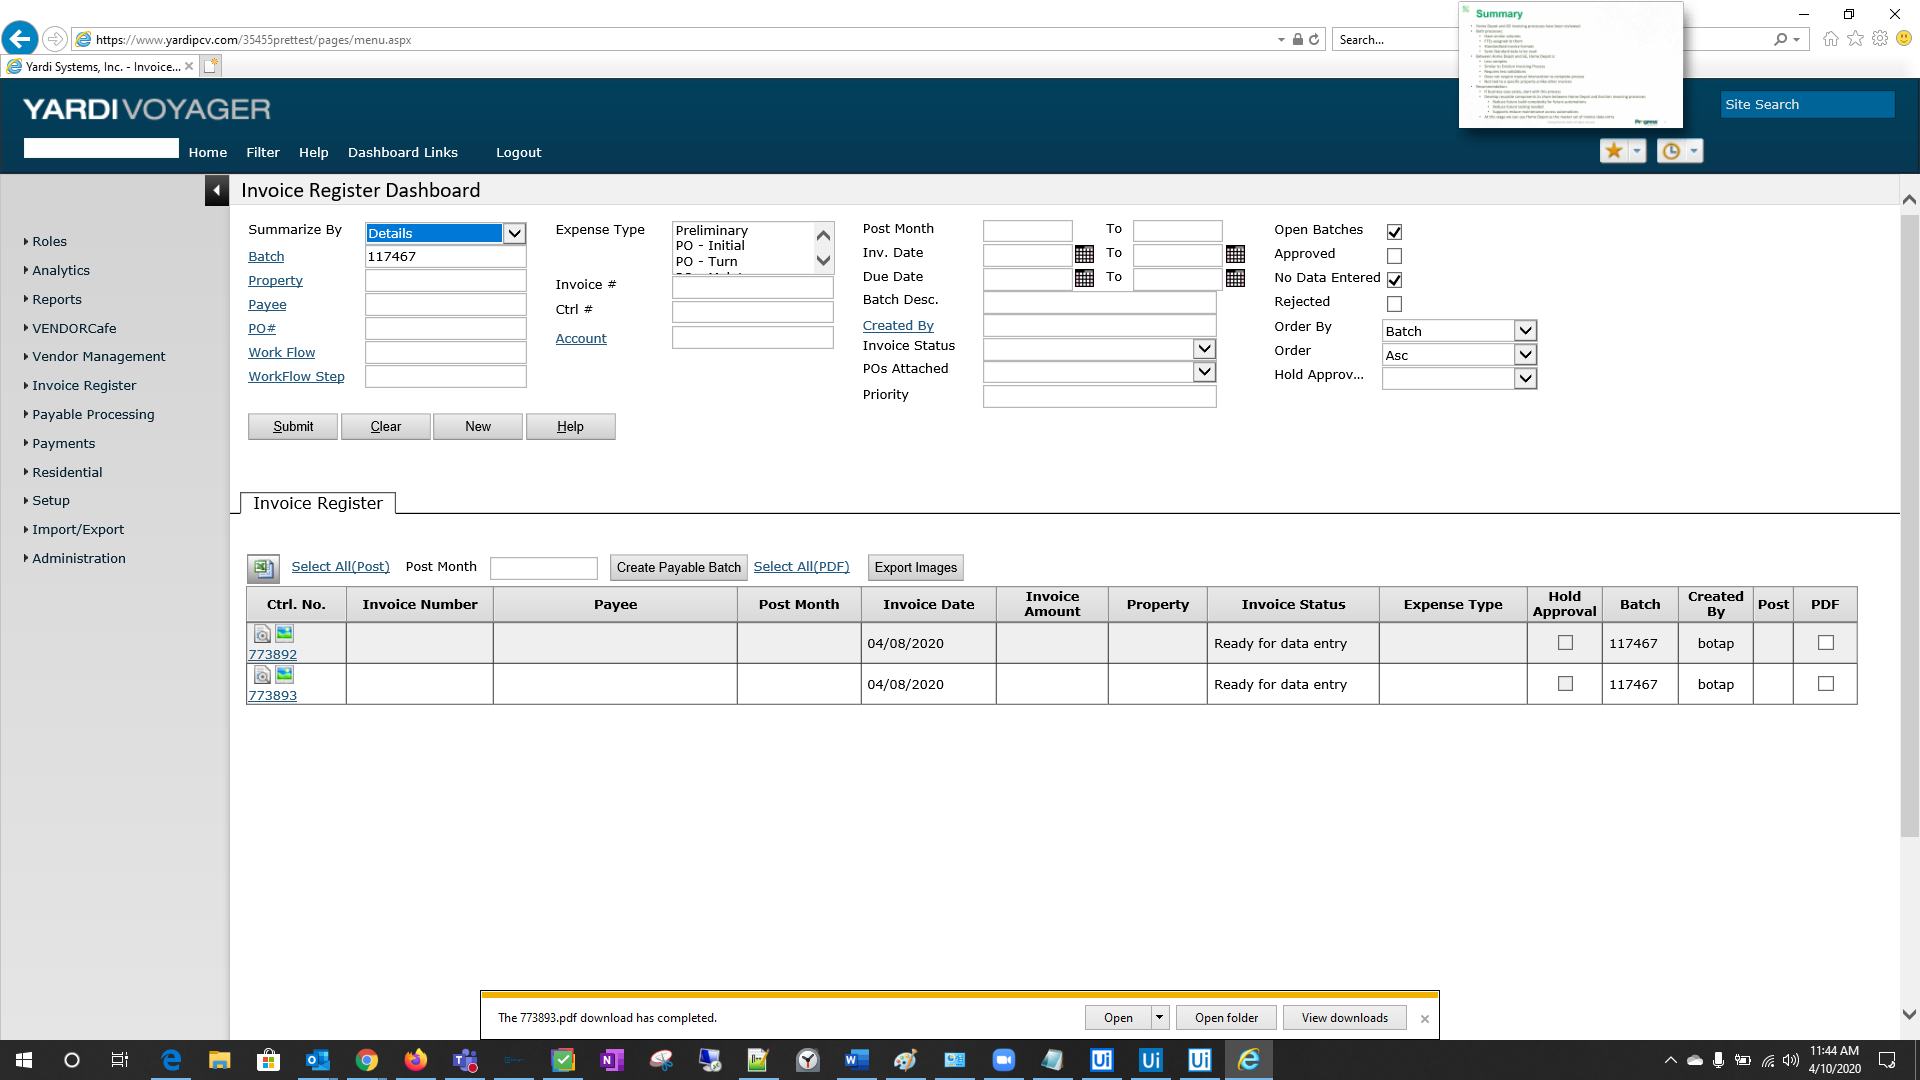 Summary
https://www.yardipcv.com/35455prettest/pages/menu.aspx
Search...
Yardi Systems, Inc. - Invoice...
YARDI VOYAGER
Site Search
Home Filter Help Dashboard Links Logout
Invoice Register Dashboard
Roles
Analytics
Reports
VENDORCafe
Vendor Management
Invoice Register
Payable Processing
Payments
Residential
Setup
Import/Export
Administration
Summarize By Details
Batch 117467
Property
Payee
PO#
Work Flow
WorkFlow Step
Expense Type
Preliminary
PO - Initial
PO - Turn
Invoice #
Ctrl #
Account
Post Month To
Inv. Date To
Due Date To
Batch Desc.
Created By
Invoice Status
POs Attached
Priority
Open Batches
Approved
No Data Entered
Rejected
Order By Batch
Order Asc
Hold Approv...
Submit Clear New Help
Invoice Register
Select All(Post) Post Month Create Payable Batch Select All(PDF) Export Images
Ctrl. No. Invoice Number Payee Post Month Invoice Date Invoice Amount Property Invoice Status Expense Type Hold Approval Batch Created By Post PDF
773892 04/08/2020 Ready for data entry 117467 botap
773893 04/08/2020 Ready for data entry 117467 botap
The 773893.pdf download has completed.
Open Open folder View downloads
11:44 AM
4/10/2020